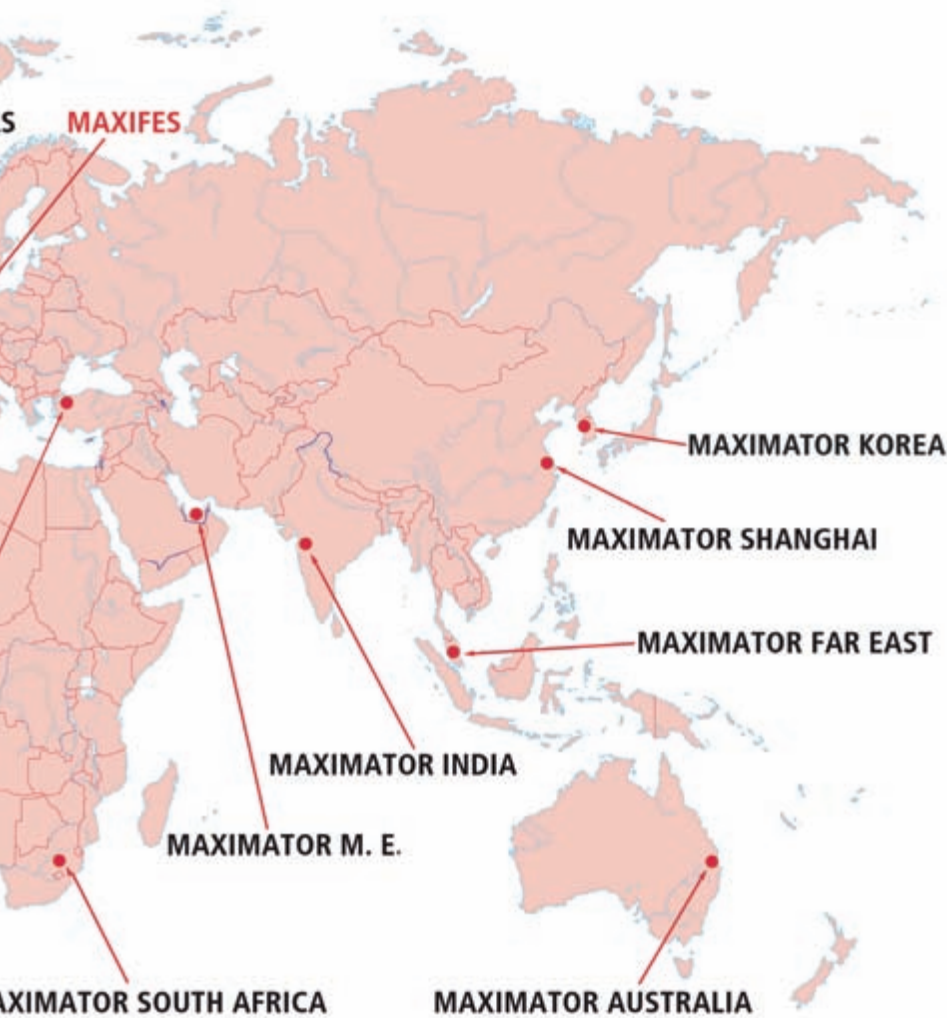 S
MAXIFES
MAXIMATOR KOREA
MAXIMATOR SHANGHAI
MAXIMATOR FAR EAST
MAXIMATOR INDIA
MAXIMATOR M. E.
AXIMATOR SOUTH AFRICA
MAXIMATOR AUSTRALIA